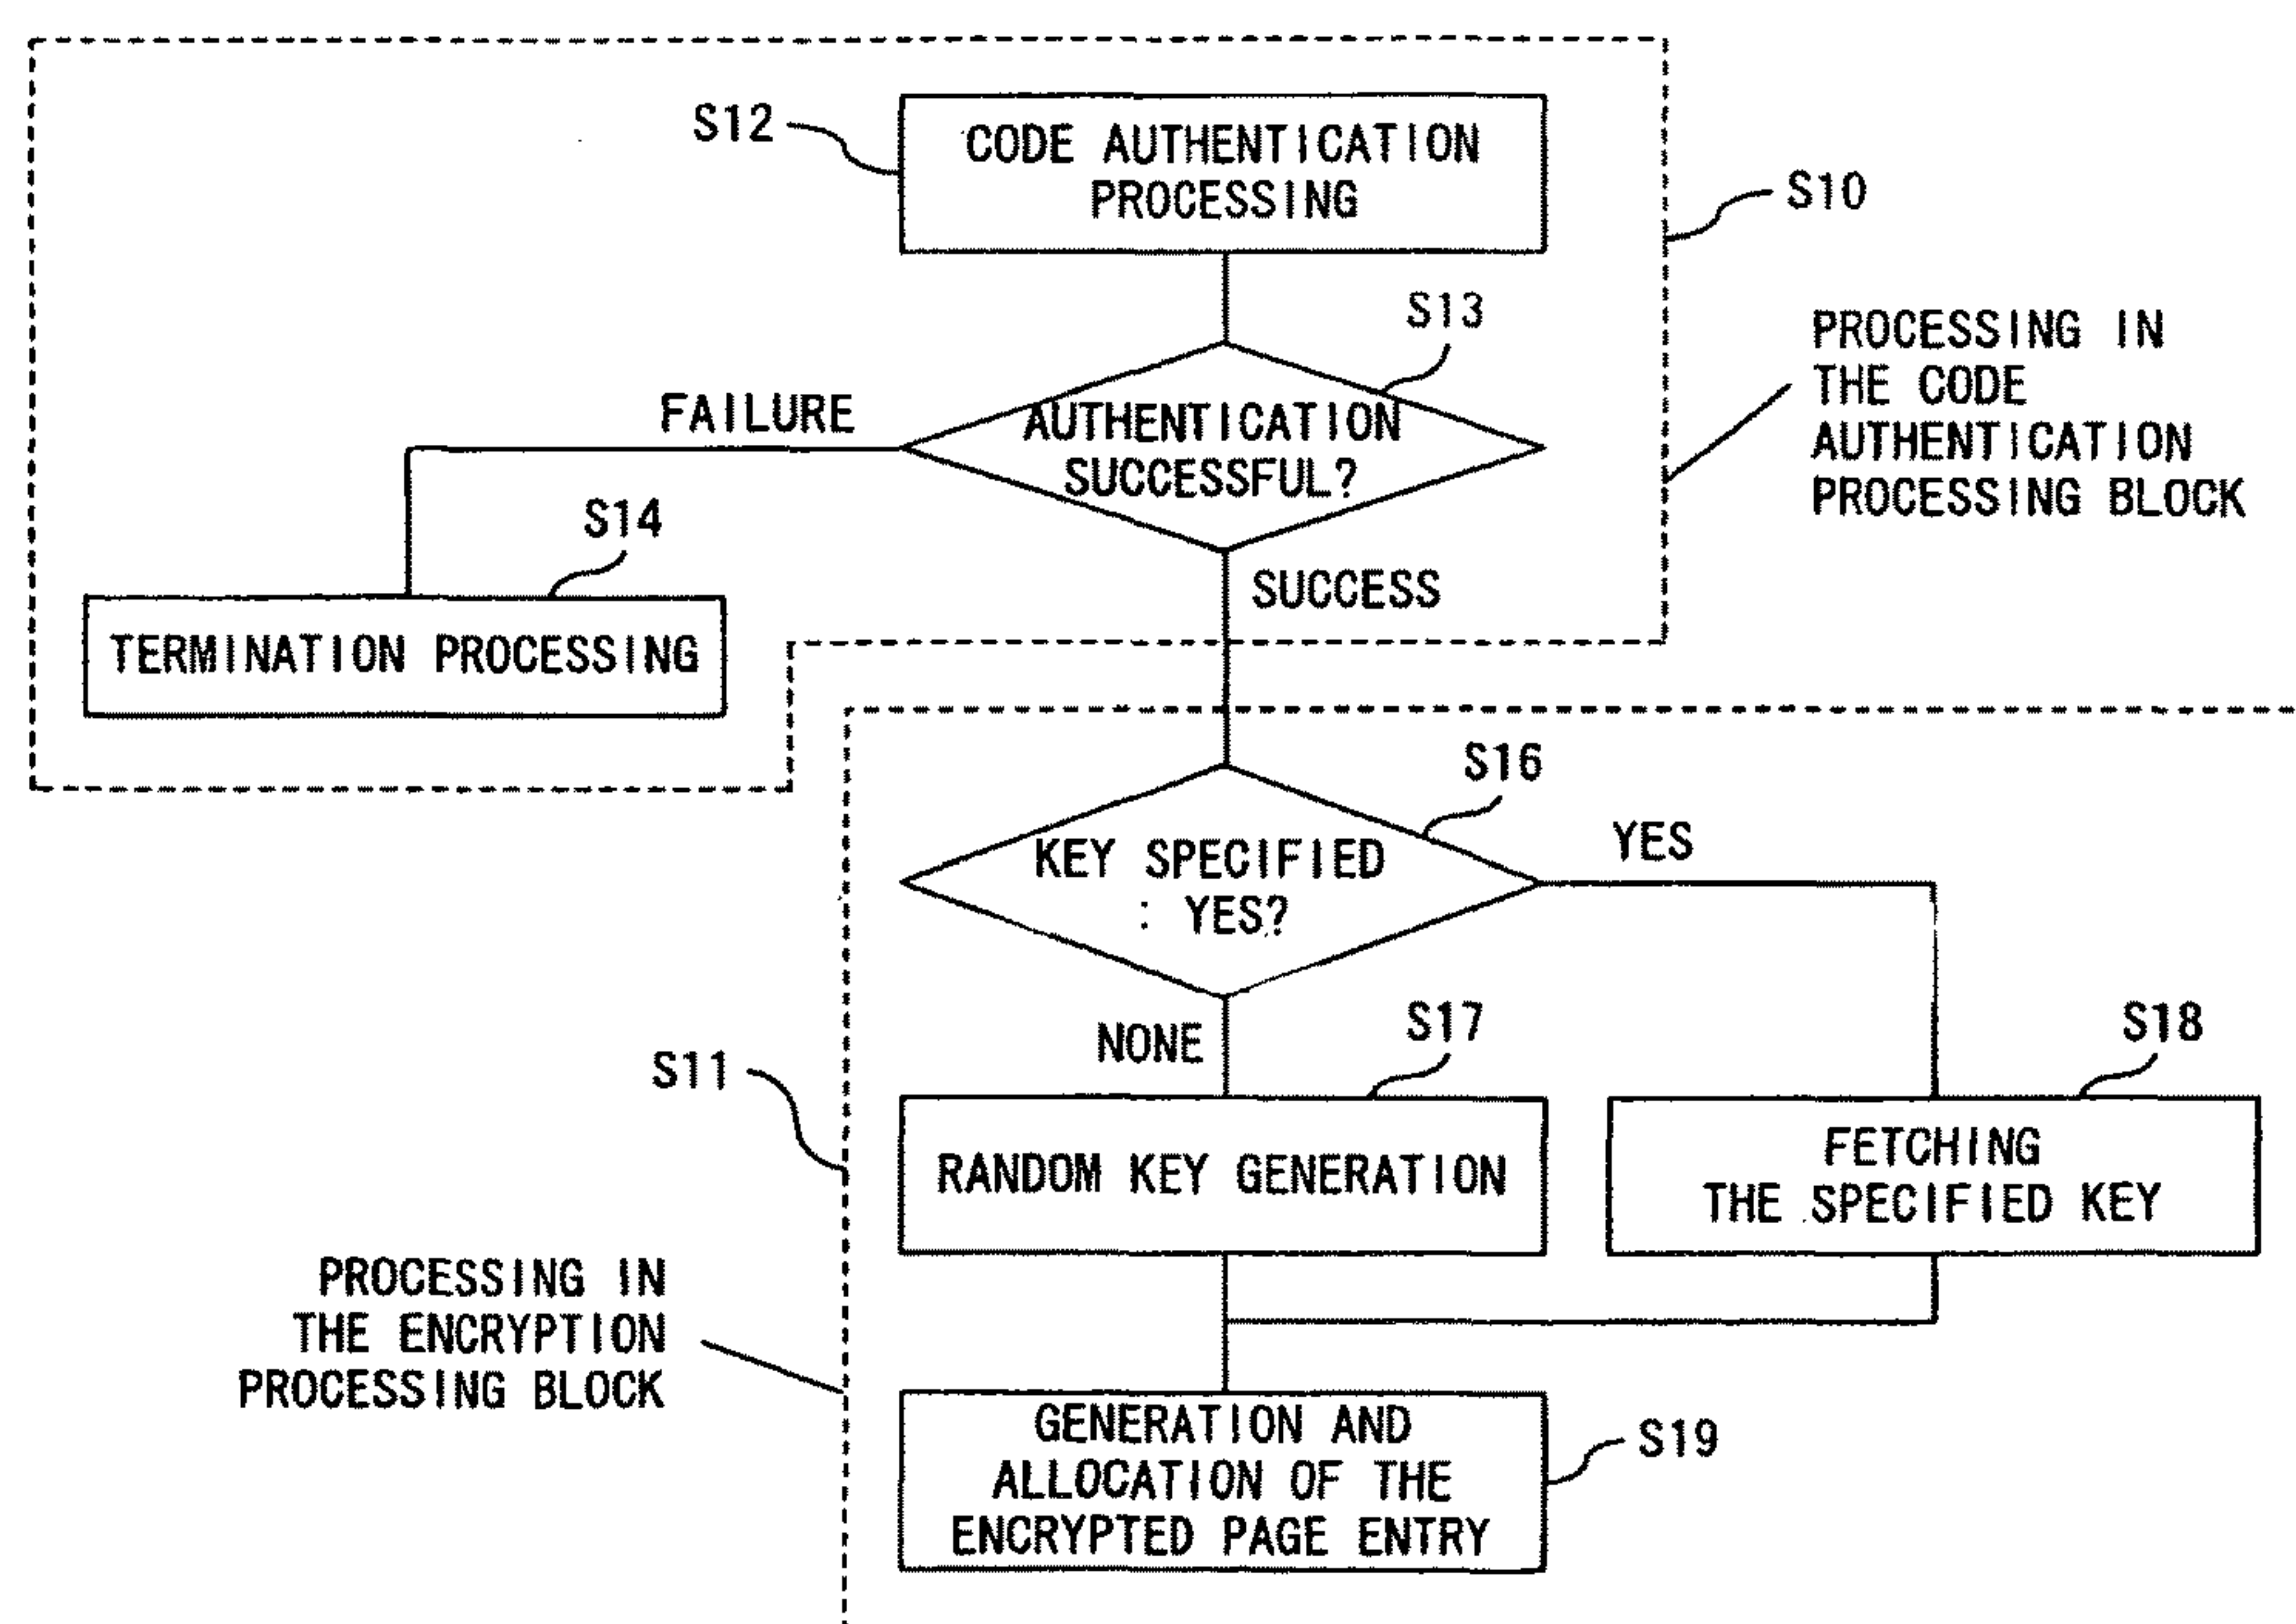 S12
CODE AUTHENTICATION
PROCESSING
S10
S13
PROCESSING IN
THE CODE
AUTHENTICATION
PROCESSING BLOCK
FAILURE
AUTHENTICATION
SUCCESSFUL?
S14
SUCCESS
TERMINATION PROCESSING
S16
KEY SPECIFIED
: YES?
YES
NONE
S17
S18
S11
RANDOM KEY GENERATION
FETCHING
THE SPECIFIED KEY
PROCESSING IN
THE ENCRYPTION
PROCESSING BLOCK
GENERATION AND
ALLOCATION OF THE
ENCRYPTED PAGE ENTRY
S19